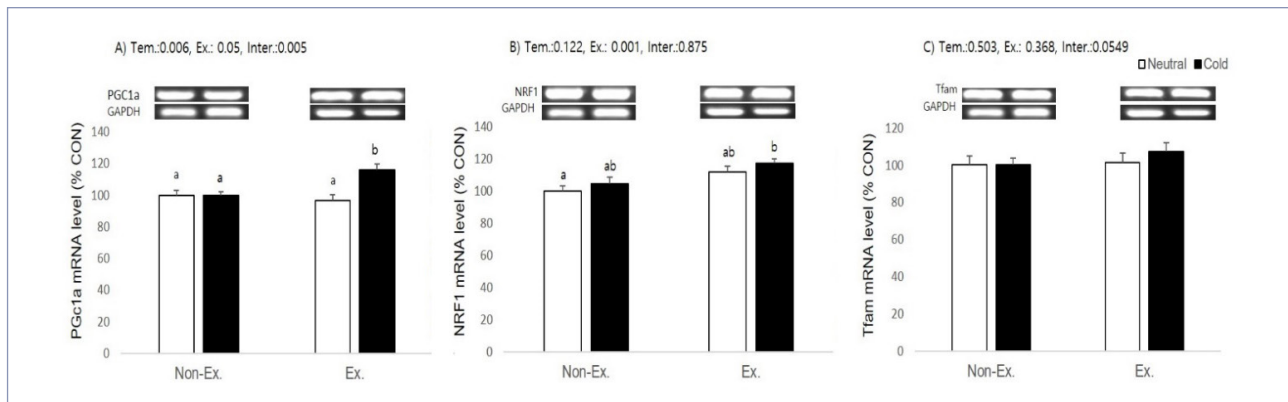 A) Tem.:0.006, Ex.: 0.05, Inter.:0.005
PGC1a
GAPDH
PGc1a mRNA level (% CON)
140
120
100
80
60
40
20
0
a
a
a
b
Non-Ex.
Ex.
B) Tem.:0.122, Ex.: 0.001, Inter.:0.875
NRF1
GAPDH
NRF1 mRNA level (% CON)
140
120
100
80
60
40
20
0
a
ab
ab
b
Non-Ex.
Ex.
C) Tem.:0.503, Ex.: 0.368, Inter.:0.0549
Neutral Cold
Tfam
GAPDH
Tfam mRNA level (% CON)
120
100
80
60
40
20
0
Non-Ex.
Ex.